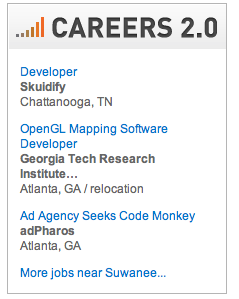 CAREERS 2.0
Developer
Skuidify
Chattanooga, TN
OpenGL Mapping Software
Developer
Georgia Tech Research
Institute…
Atlanta, GA / relocation
Ad Agency Seeks Code Monkey
adPharos
Atlanta, GA
More jobs near Suwanee...